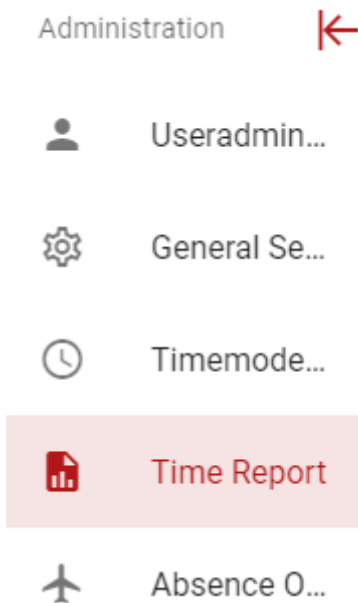 Administration
Useradmin...
General Se...
Timemode...
Time Report
Absence O...